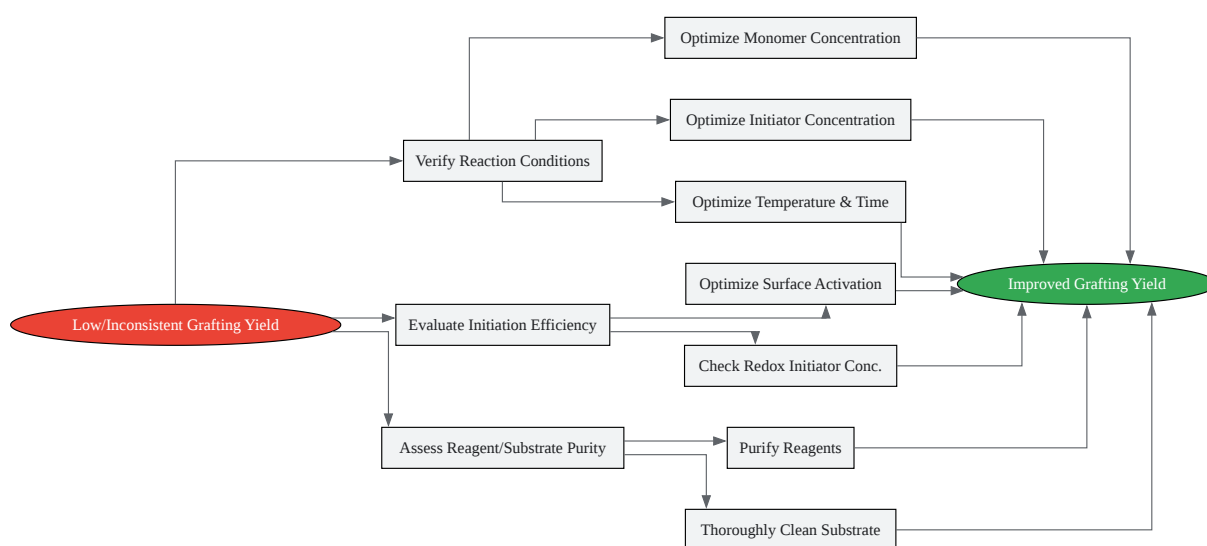 Optimize Monomer Concentration
Optimize Initiator Concentration
Verify Reaction Conditions
Optimize Temperature & Time
Optimize Surface Activation
Improved Grafting Yield
Low/Inconsistent Grafting Yield
Evaluate Initiation Efficiency
Check Redox Initiator Conc.
Assess Reagent/Substrate Purity
Purify Reagents
Thoroughly Clean Substrate